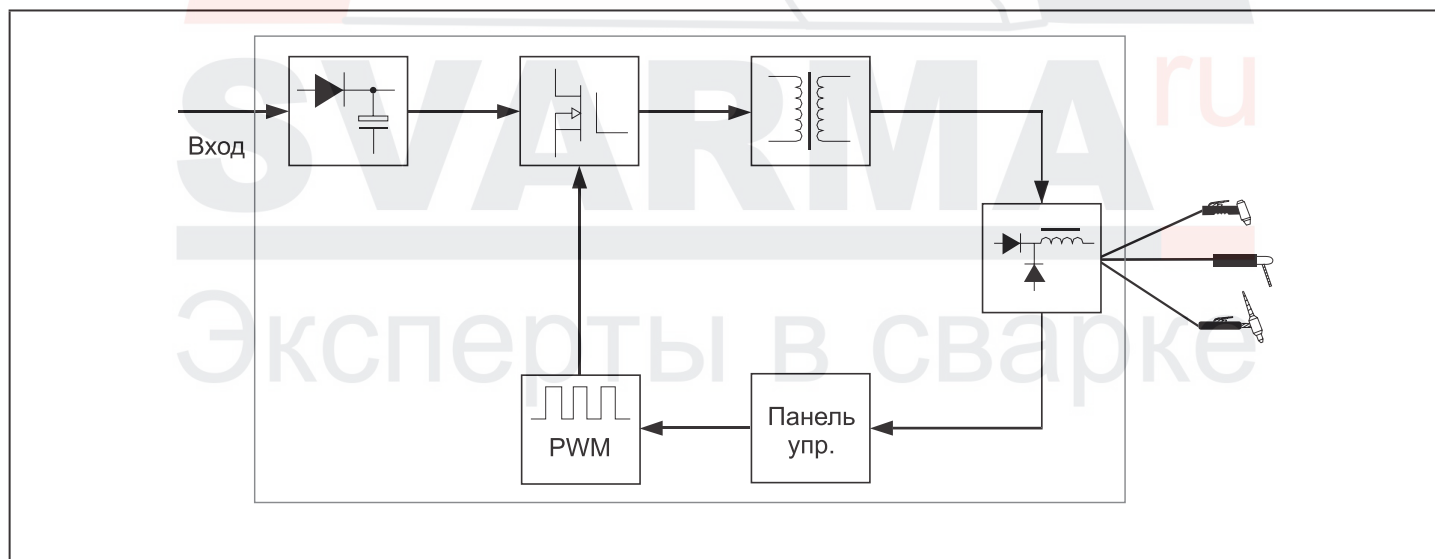 SVARMA
ru
Вход
Эксперты в сварке
PWM
Панель
упр.